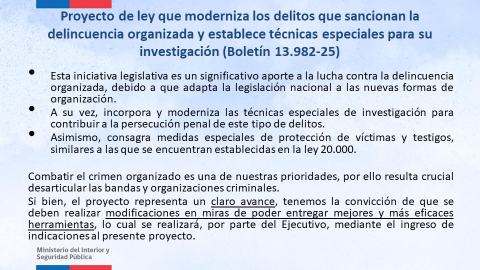 Proyecto de ley que moderniza los delitos que sancionan la
delincuencia organizada y establece técnicas especiales para su
investigación (Boletín 13.982-25)
• Esta iniciativa legislativa es un significativo aporte a la lucha contra la delincuencia
organizada, debido a que adapta la legislación nacional a las nuevas formas de
organización.
• A su vez, incorpora y moderniza las técnicas especiales de investigación para
contribuir a la persecución penal de este tipo de delitos.
• Asimismo, consagra medidas especiales de protección de víctimas y testigos,
similares a las que se encuentran establecidas en la ley 20.000.
Combatir el crimen organizado es una de nuestras prioridades, por ello resulta crucial
desarticular las bandas y organizaciones criminales.
Si bien, el proyecto representa un claro avance, tenemos la convicción de que se
deben realizar modificaciones en miras de poder entregar mejores y más eficaces
herramientas, lo cual se realizará, por parte del Ejecutivo, mediante el ingreso de
indicaciones al presente proyecto.
Ministerio del Interior y
Seguridad Pública